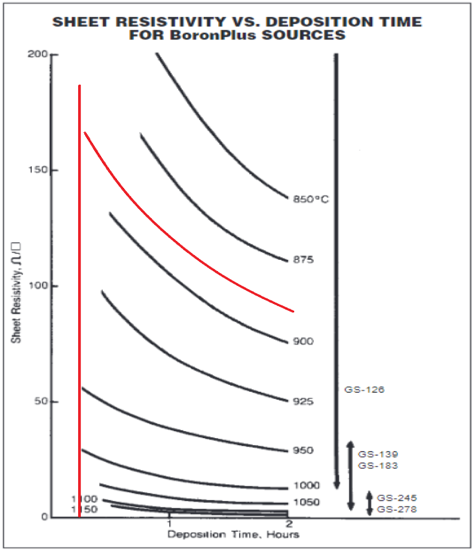 SHEET RESISTIVITY VS. DEPOSITION TIME
FOR BoronPlus SOURCES
200
150
100
50
0
Sheet Resistivity, Ω/□
850°C
875
900
925
950
1000
1050
1100
1150
GS-126
GS-139
GS-183
GS-245
GS-278
1
2
Deposition Time, Hours